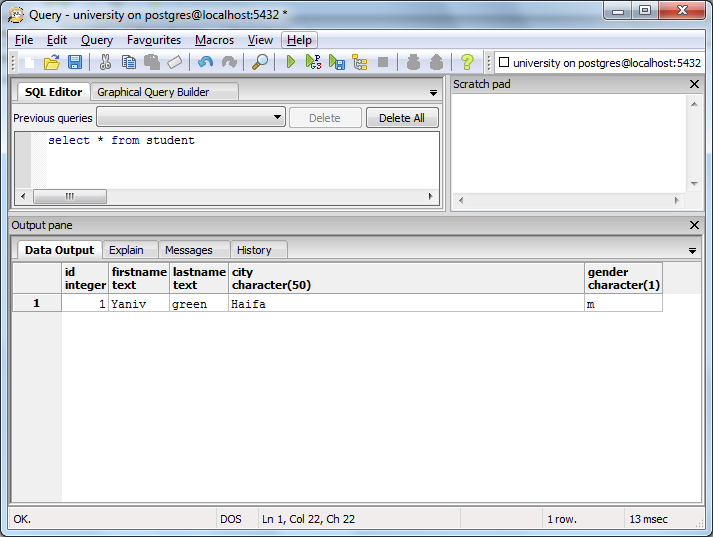 Query - university on postgres@localhost:5432 *
File Edit Query Favourites Macros View Help
university on postgres@localhost:5432
SQL Editor Graphical Query Builder
Scratch pad
Previous queries Delete Delete All
select * from student
Output pane
Data Output Explain Messages History
id firstname lastname city gender
integer text text character(50) character(1)
1 1 Yaniv green Haifa m
OK. DOS Ln 1, Col 22, Ch 22 1 row. 13 msec